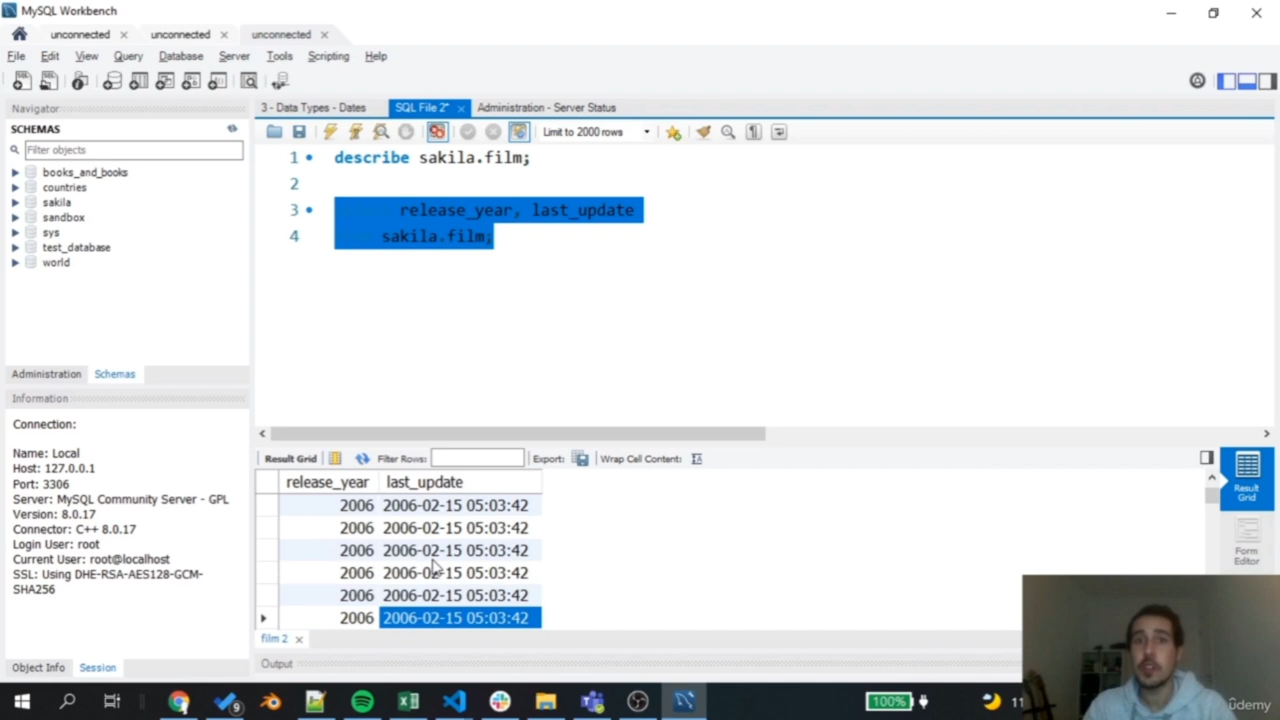 MySQL Workbench
unconnected × unconnected × unconnected ×
File Edit View Query Database Server Tools Scripting Help
Navigator
SCHEMAS
Filter objects
books_and_books
countries
sakila
sandbox
sys
test_database
world
Administration Schemas
Information
Connection:
Name: Local
Host: 127.0.0.1
Port: 3306
Server: MySQL Community Server - GPL
Version: 8.0.17
Connector: C++ 8.0.17
Login User: root
Current User: root@localhost
SSL: Using DHE-RSA-AES128-GCM-
SHA256
Object Info Session
3 - Data Types - Dates SQL File 2* × Administration - Server Status
Limit to 2000 rows
1 describe sakila.film;
2
3 release_year, last_update
4 sakila.film;
Result Grid Filter Rows: Export: Wrap Cell Content:
release_year last_update
2006 2006-02-15 05:03:42
2006 2006-02-15 05:03:42
2006 2006-02-15 05:03:42
2006 2006-02-15 05:03:42
2006 2006-02-15 05:03:42
2006 2006-02-15 05:03:42
Result
Grid
Form
Editor
film 2 ×
Output
9
100%
11
ûdemy